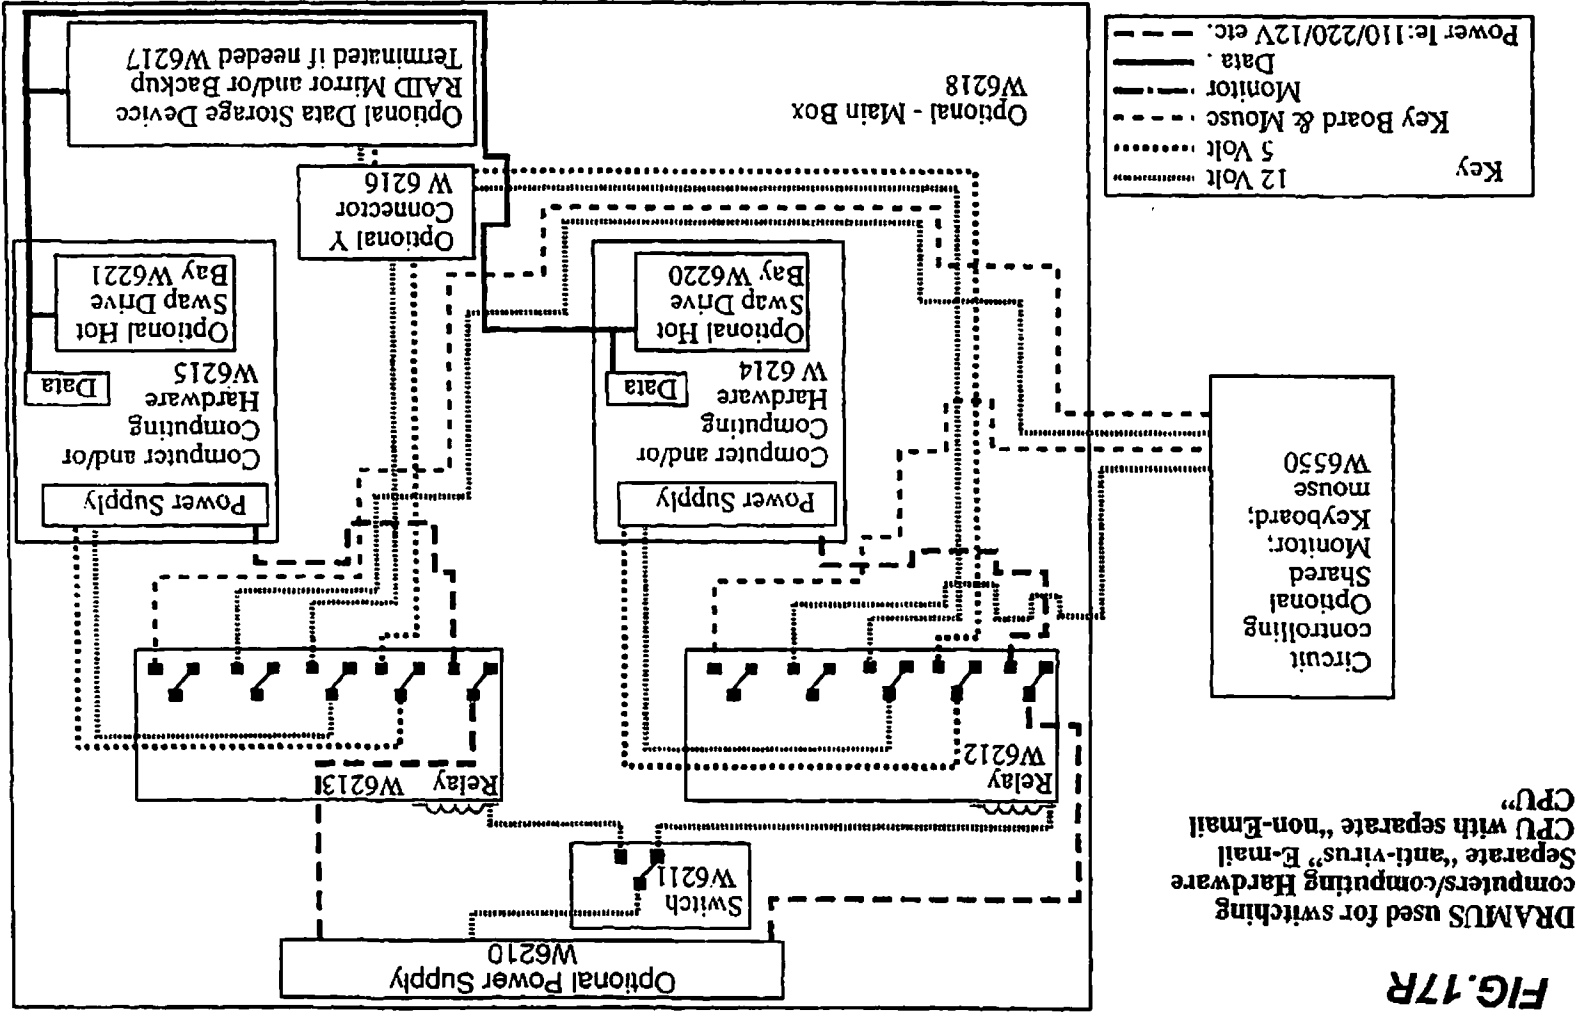 FIG.17R
DRAMUS used for switching
computers/computing Hardware
Separate "anti-virus" E-mail
CPU with separate "non-Email
CPU"
Optional Power Supply
W6210
Switch
W6211
Relay
W6212
Relay
W6213
Circuit
controlling
Optional
Shared
Monitor;
Keyboard;
mouse
W6550
Power Supply
Computer and/or
Computing
Hardware
W 6214
Data
Optional Hot
Swap Drive
Bay W6220
Power Supply
Computer and/or
Computing
Hardware
W6215
Data
Optional Hot
Swap Drive
Bay W6221
Optional Y
Connector
W 6216
Optional Data Storage Device
RAID Mirror and/or Backup
Terminated if needed W6217
Optional - Main Box
W6218
Key
12 Volt
5 Volt
Key Board & Mouse
Monitor
Data .
Power Ie:110/220/12V etc.